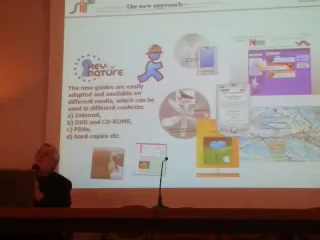 The new approach
KEY
NATURE
The new guides are easily
adapted and available on
different media, which can be
used in different contexts:
a) Internet,
b) DVD and CD-ROMS,
c) PDAs,
d) hard copies etc.